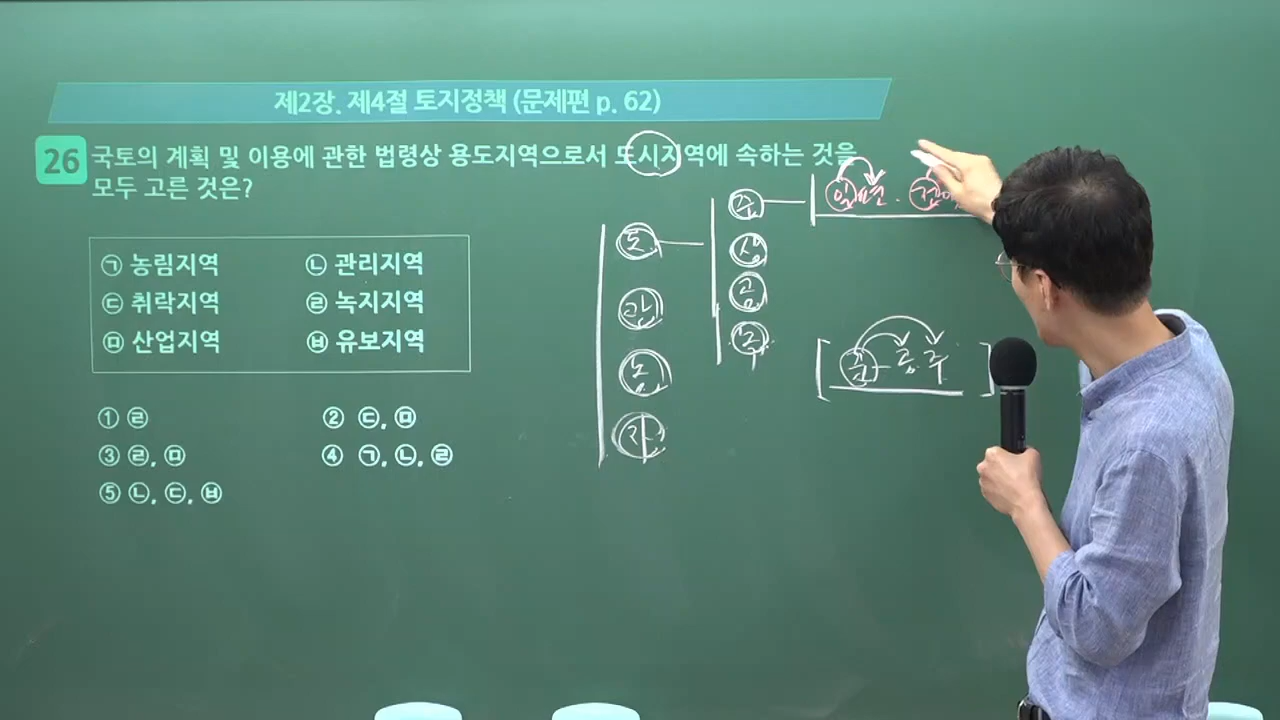 제2장. 제4절 토지정책 (문제편 p. 62)
26 국토의 계획 및 이용에 관한 법령상 용도지역으로서 도시지역에 속하는 것을
모두 고른 것은?
㉠ 농림지역 ㉡ 관리지역
㉢ 취락지역 ㉣ 녹지지역
㉤ 산업지역 ㉥ 유보지역
① ㉣ ② ㉢, ㉤
③ ㉣, ㉤ ④ ㉠, ㉡, ㉣
⑤ ㉡, ㉢, ㉥
도
관
농
자
주
상
공
녹